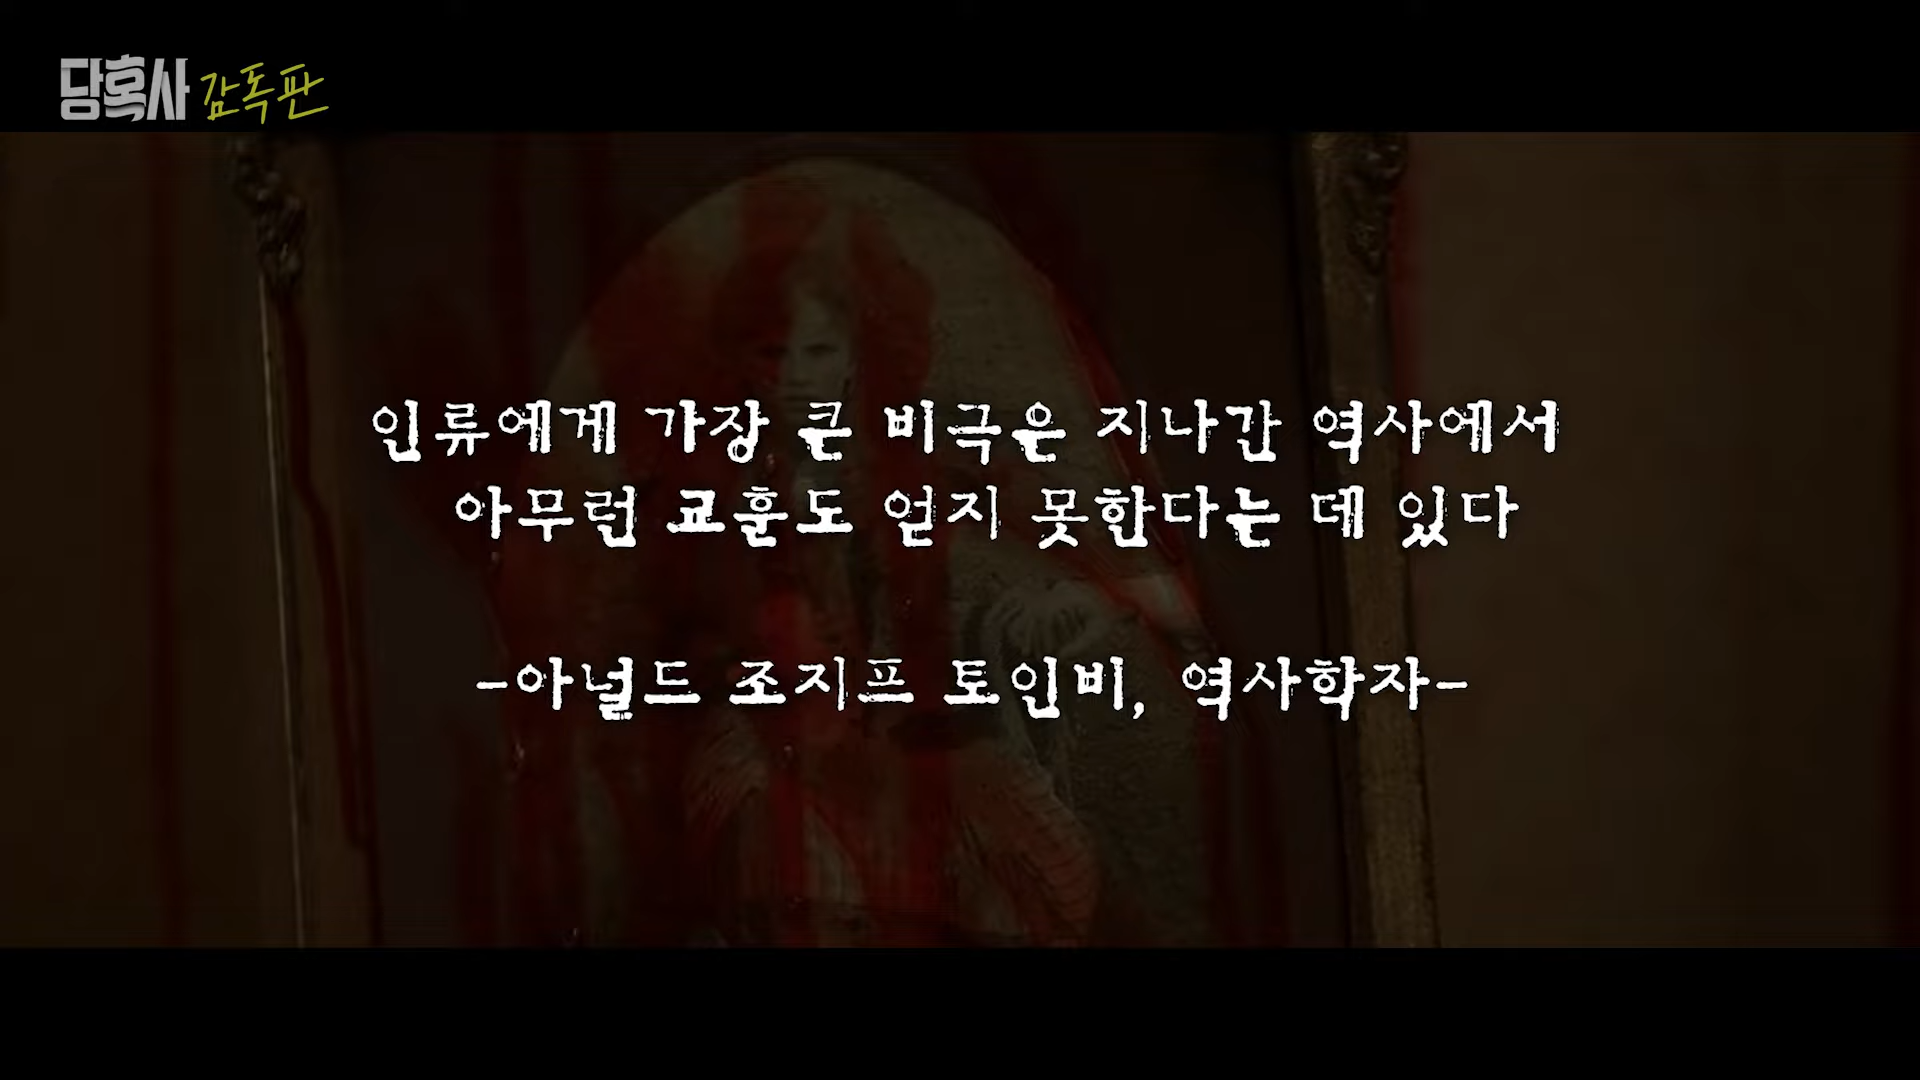 당혹사 감독판
인류에게 가장 큰 비극은 지나간 역사에서
아무런 교훈도 얻지 못한다는 데 있다
-아널드 조지프 토인비, 역사학자-